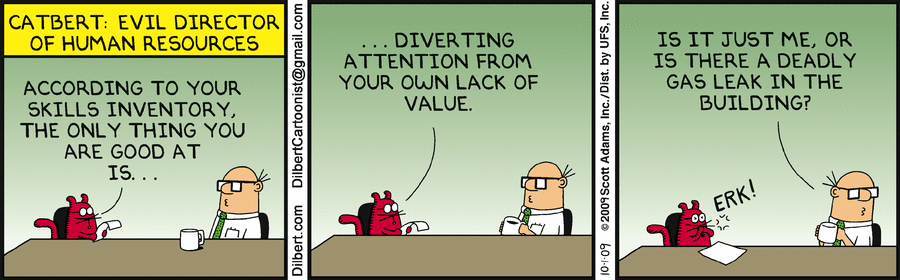 CATBERT: EVIL DIRECTOR
OF HUMAN RESOURCES
ACCORDING TO YOUR
SKILLS INVENTORY,
THE ONLY THING YOU
ARE GOOD AT
IS...
Dilbert.com DilbertCartoonist@gmail.com
...DIVERTING
ATTENTION FROM
YOUR OWN LACK OF
VALUE.
10-1-09 ©2009 Scott Adams, Inc./Dist. by UFS, Inc.
IS IT JUST ME, OR
IS THERE A DEADLY
GAS LEAK IN THE
BUILDING?
ERK!